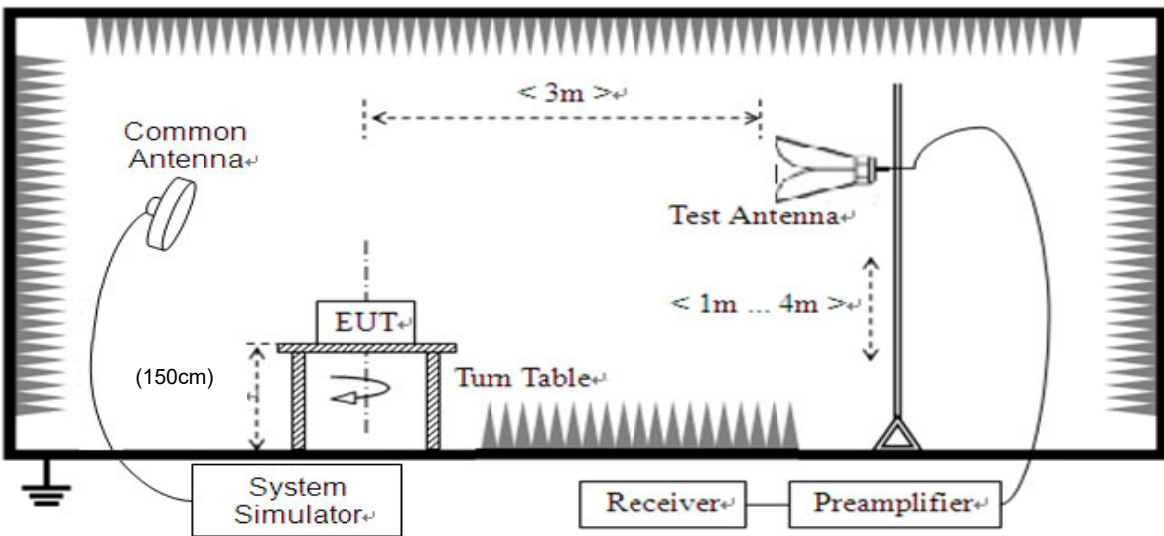 < 3m >
Common
Antenna
Test Antenna
< 1m ... 4m >
EUT
(150cm)
Turn Table
System
Simulator
Receiver
Preamplifier